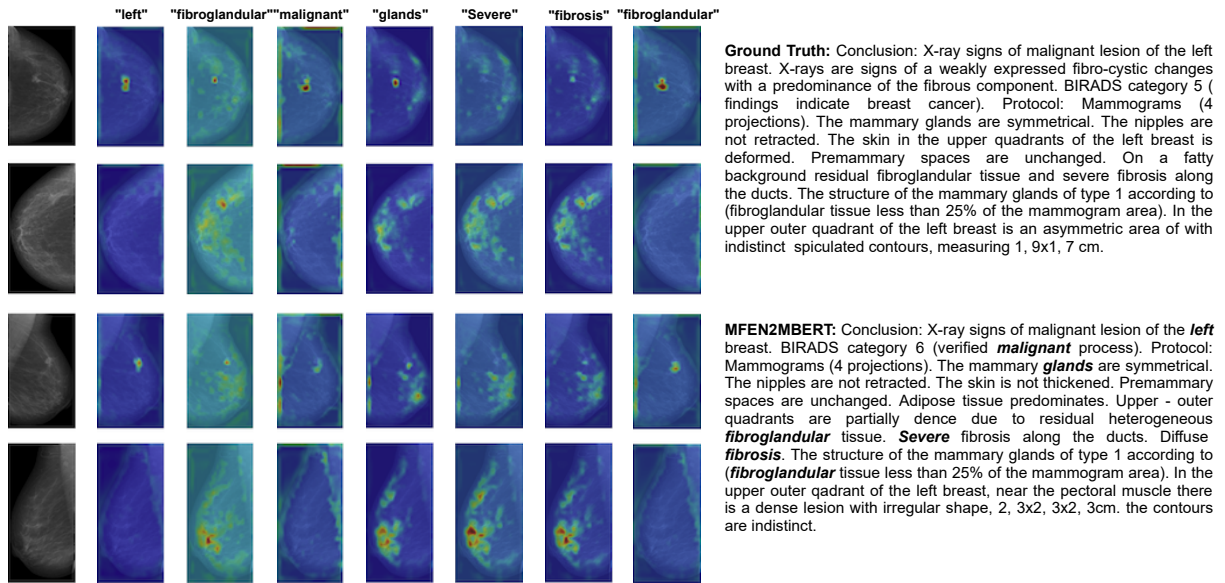 "left" "fibroglandular" "malignant" "glands" "Severe" "fibrosis" "fibroglandular"
Ground Truth: Conclusion: X-ray signs of malignant lesion of the left
breast. X-rays are signs of a weakly expressed fibro-cystic changes
with a predominance of the fibrous component. BIRADS category 5 (
findings indicate breast cancer). Protocol: Mammograms (4
projections). The mammary glands are symmetrical. The nipples are
not retracted. The skin in the upper quadrants of the left breast is
deformed. Premammary spaces are unchanged. On a fatty
background residual fibroglandular tissue and severe fibrosis along
the ducts. The structure of the mammary glands of type 1 according to
(fibroglandular tissue less than 25% of the mammogram area). In the
upper outer quadrant of the left breast is an asymmetric area of with
indistinct spiculated contours, measuring 1, 9x1, 7 cm.
MFEN2MBERT: Conclusion: X-ray signs of malignant lesion of the left
breast. BIRADS category 6 (verified malignant process). Protocol:
Mammograms (4 projections). The mammary glands are symmetrical.
The nipples are not retracted. The skin is not thickened. Premammary
spaces are unchanged. Adipose tissue predominates. Upper - outer
quadrants are partially dence due to residual heterogeneous
fibroglandular tissue. Severe fibrosis along the ducts. Diffuse
fibrosis. The structure of the mammary glands of type 1 according to
(fibroglandular tissue less than 25% of the mammogram area). In the
upper outer qadrant of the left breast, near the pectoral muscle there
is a dense lesion with irregular shape, 2, 3x2, 3x2, 3cm. the contours
are indistinct.